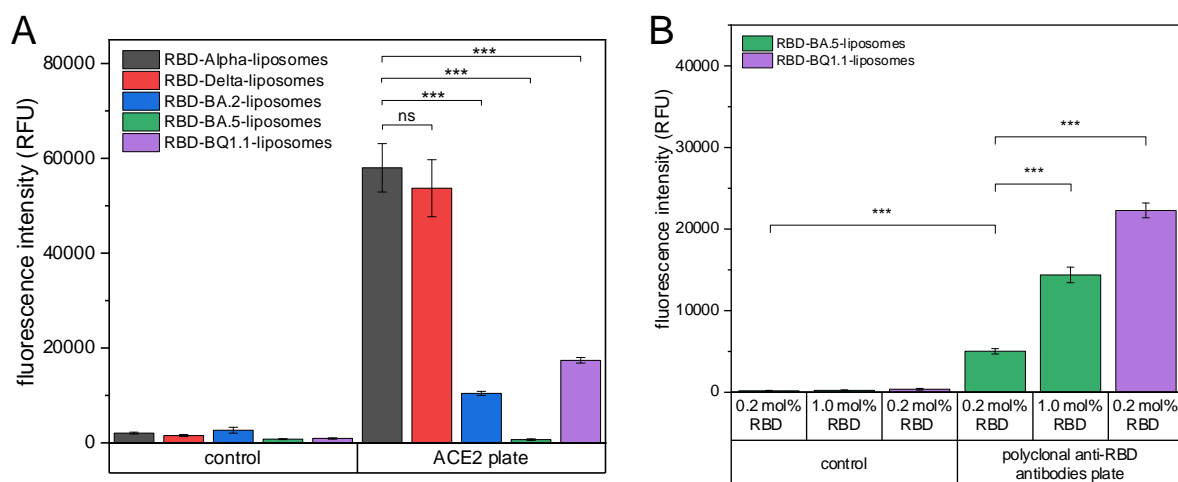 A
fluorescence intensity (RFU)
80000
60000
40000
20000
0
RBD-Alpha-liposomes
RBD-Delta-liposomes
RBD-BA.2-liposomes
RBD-BA.5-liposomes
RBD-BQ1.1-liposomes
***
***
***
ns
control
ACE2 plate
B
fluorescence intensity (RFU)
40000
30000
20000
10000
0
RBD-BA.5-liposomes
RBD-BQ1.1-liposomes
***
***
***
0.2 mol% 1.0 mol% 0.2 mol% 0.2 mol% 1.0 mol% 0.2 mol%
RBD RBD RBD RBD RBD RBD
control
polyclonal anti-RBD
antibodies plate